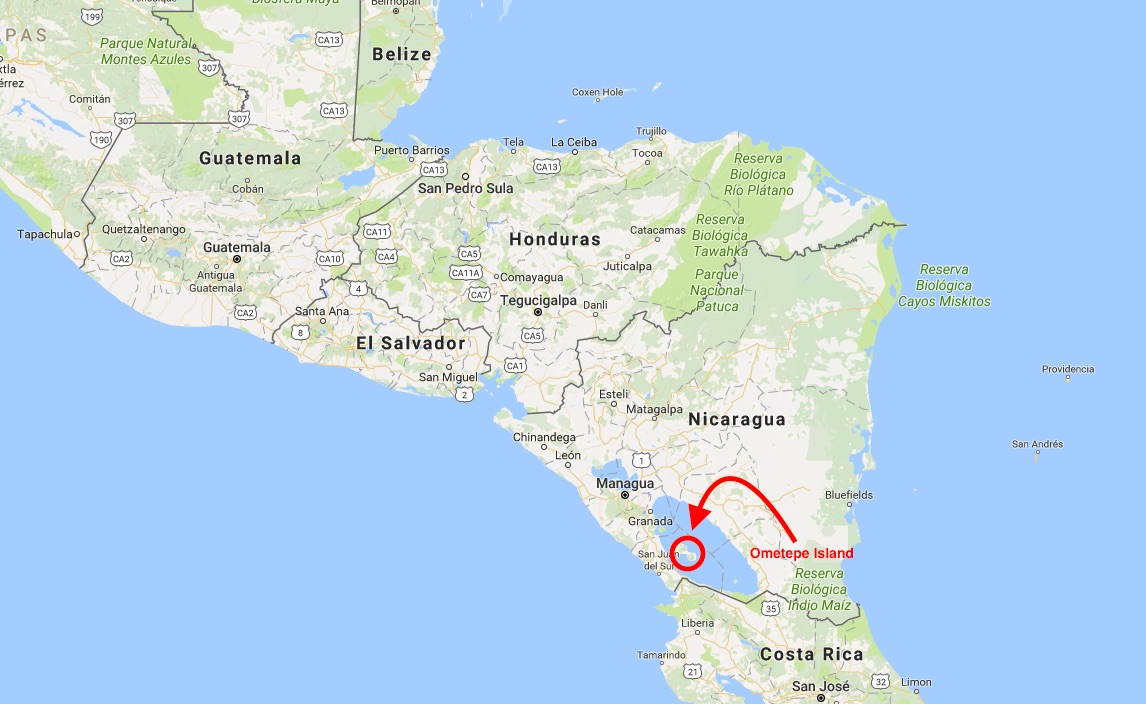 Belmopan
199
PAS
Parque Natural
Montes Azules
CA13
Belize
307
Comitán
Coxen Hole
CA13
307
307
190
Trujillo
Tela
La Ceiba
Tocoa
Puerto Barrios
CA13
CA13
Guatemala
Reserva
Biológica
Río Plátano
Cobán
San Pedro Sula
Tapachula
Quetzaltenango
Guatemala
CA11
Honduras
Catacamas
Reserva
Biológica
Tawahka
CA2
CA10
CA4
CA5
CA11A
Juticalpa
Comayagua
Antigua
Guatemala
Parque
Nacional
Patuca
Reserva
Biológica
Cayos Miskitos
4
CA7
Tegucigalpa
Danli
CA2
Santa Ana
8
El Salvador
CA5
CA1
San Miguel
2
Providencia
Esteli
Matagalpa
Nicaragua
Chinandega
León
San Andrés
1
Managua
Bluefields
Granada
San Juan
del Sur
Ometepe Island
Reserva
Biológica
Indio Maíz
35
Liberia
Costa Rica
Tamarindo
21
San José
32
Limon